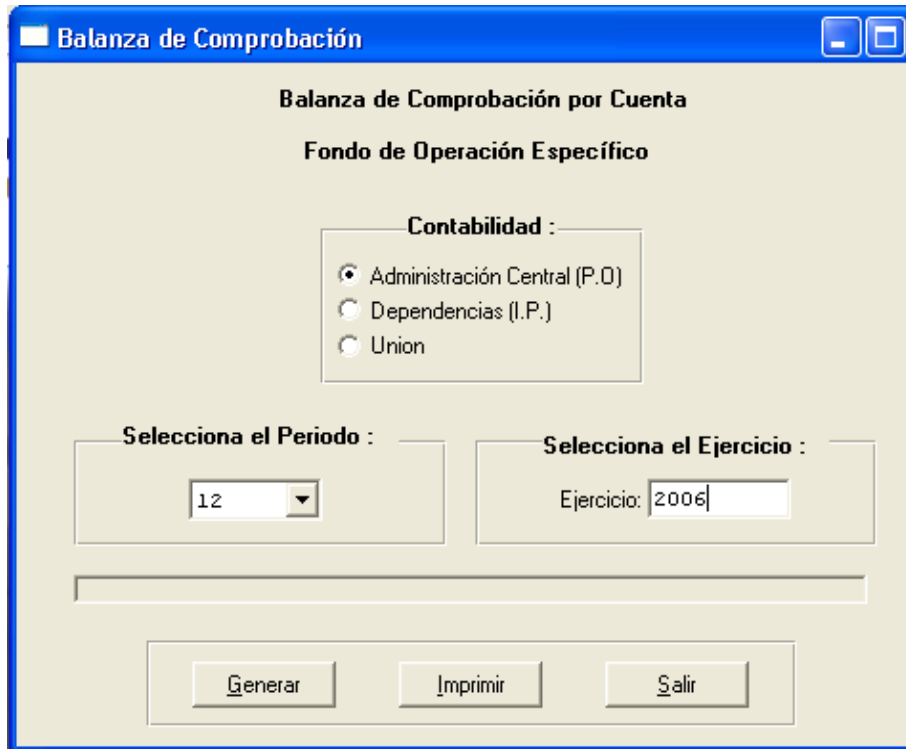 Balanza de Comprobación
Balanza de Comprobación por Cuenta
Fondo de Operación Específico
Contabilidad :
Administración Central (P.O)
Dependencias (I.P.)
Union
Selecciona el Periodo :
12
Selecciona el Ejercicio :
Ejercicio: 2006
Generar Imprimir Salir